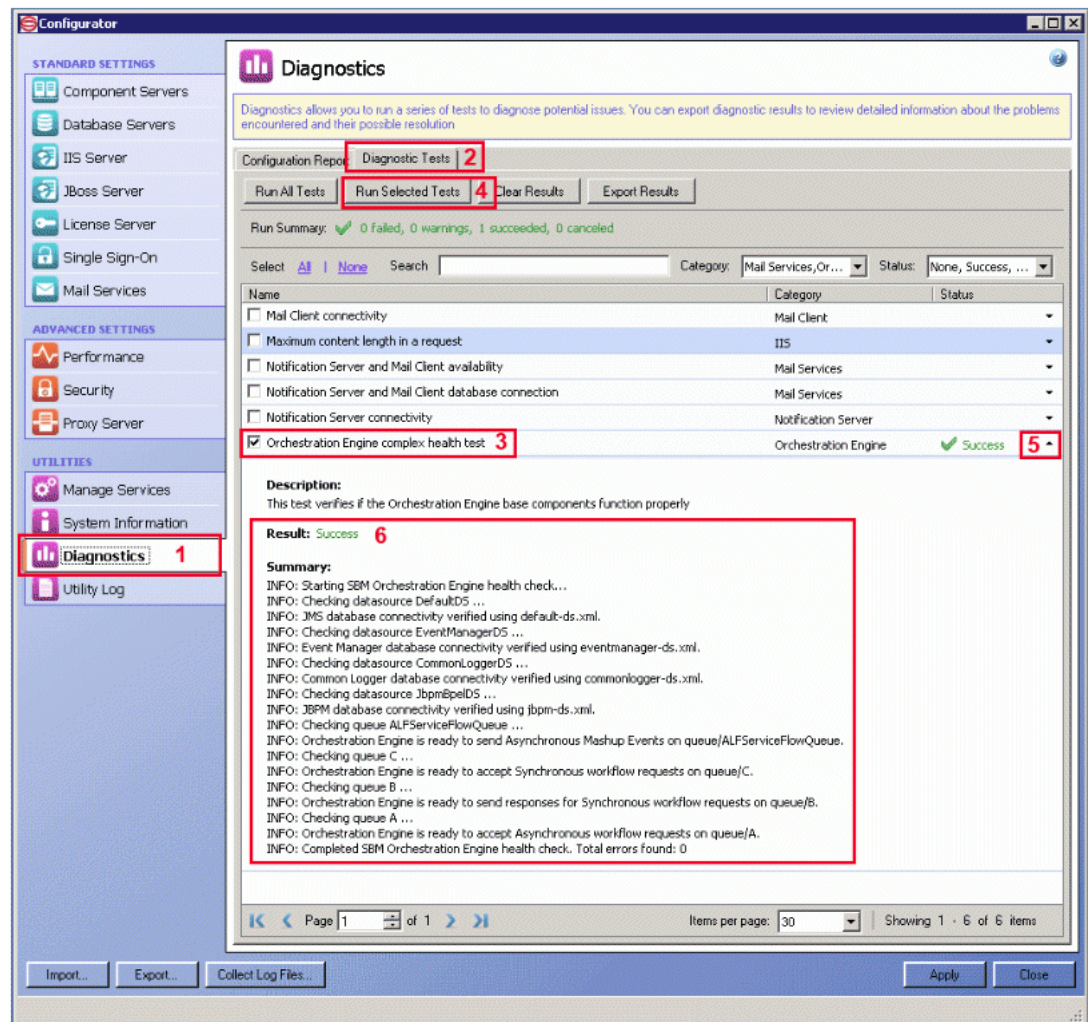 Configurator
STANDARD SETTINGS
Component Servers
Database Servers
IIS Server
JBoss Server
License Server
Single Sign-On
Mail Services
ADVANCED SETTINGS
Performance
Security
Proxy Server
UTILITIES
Manage Services
System Information
Diagnostics 1
Utility Log
Diagnostics
Diagnostics allows you to run a series of tests to diagnose potential issues. You can export diagnostic results to review detailed information about the problems
encountered and their possible resolution
Configuration Repor Diagnostic Tests 2
Run All Tests Run Selected Tests 4 Clear Results Export Results
Run Summary: 0 failed, 0 warnings, 1 succeeded, 0 canceled
Select All | None Search Category: Mail Services,Or... Status: None, Success, ...
Name Category Status
Mail Client connectivity Mail Client
Maximum content length in a request IIS
Notification Server and Mail Client availability Mail Services
Notification Server and Mail Client database connection Mail Services
Notification Server connectivity Notification Server
Orchestration Engine complex health test 3 Orchestration Engine Success 5
Description:
This test verifies if the Orchestration Engine base components function properly
Result: Success 6
Summary:
INFO: Starting SBM Orchestration Engine health check...
INFO: Checking datasource DefaultDS ...
INFO: JMS database connectivity verified using default-ds.xml.
INFO: Checking datasource EventManagerDS ...
INFO: Event Manager database connectivity verified using eventmanager-ds.xml.
INFO: Checking datasource CommonLoggerDS ...
INFO: Common Logger database connectivity verified using commonlogger-ds.xml.
INFO: Checking datasource JbpmBpelDS ...
INFO: JBPM database connectivity verified using jbpm-ds.xml.
INFO: Checking queue ALFServiceFlowQueue ...
INFO: Orchestration Engine is ready to send Asynchronous Mashup Events on queue/ALFServiceFlowQueue.
INFO: Checking queue C ...
INFO: Orchestration Engine is ready to accept Synchronous workflow requests on queue/C.
INFO: Checking queue B ...
INFO: Orchestration Engine is ready to send responses for Synchronous workflow requests on queue/B.
INFO: Checking queue A ...
INFO: Orchestration Engine is ready to accept Asynchronous workflow requests on queue/A.
INFO: Completed SBM Orchestration Engine health check. Total errors found: 0
Page 1 of 1 Items per page: 30 Showing 1 - 6 of 6 items
Import... Export... Collect Log Files... Apply Close